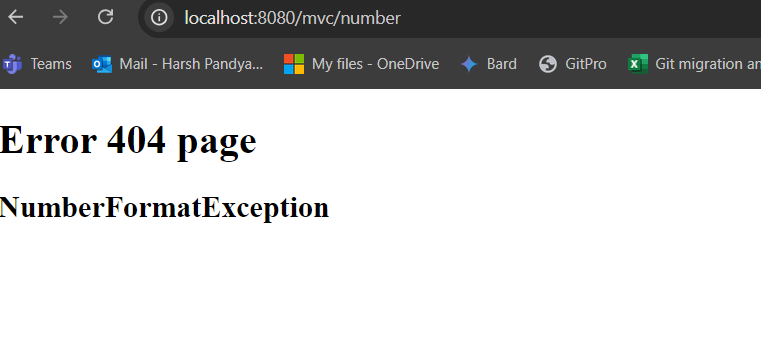 localhost:8080/mvc/number
Teams Mail - Harsh Pandya... My files - OneDrive Bard GitPro Git migration an
Error 404 page
NumberFormatException